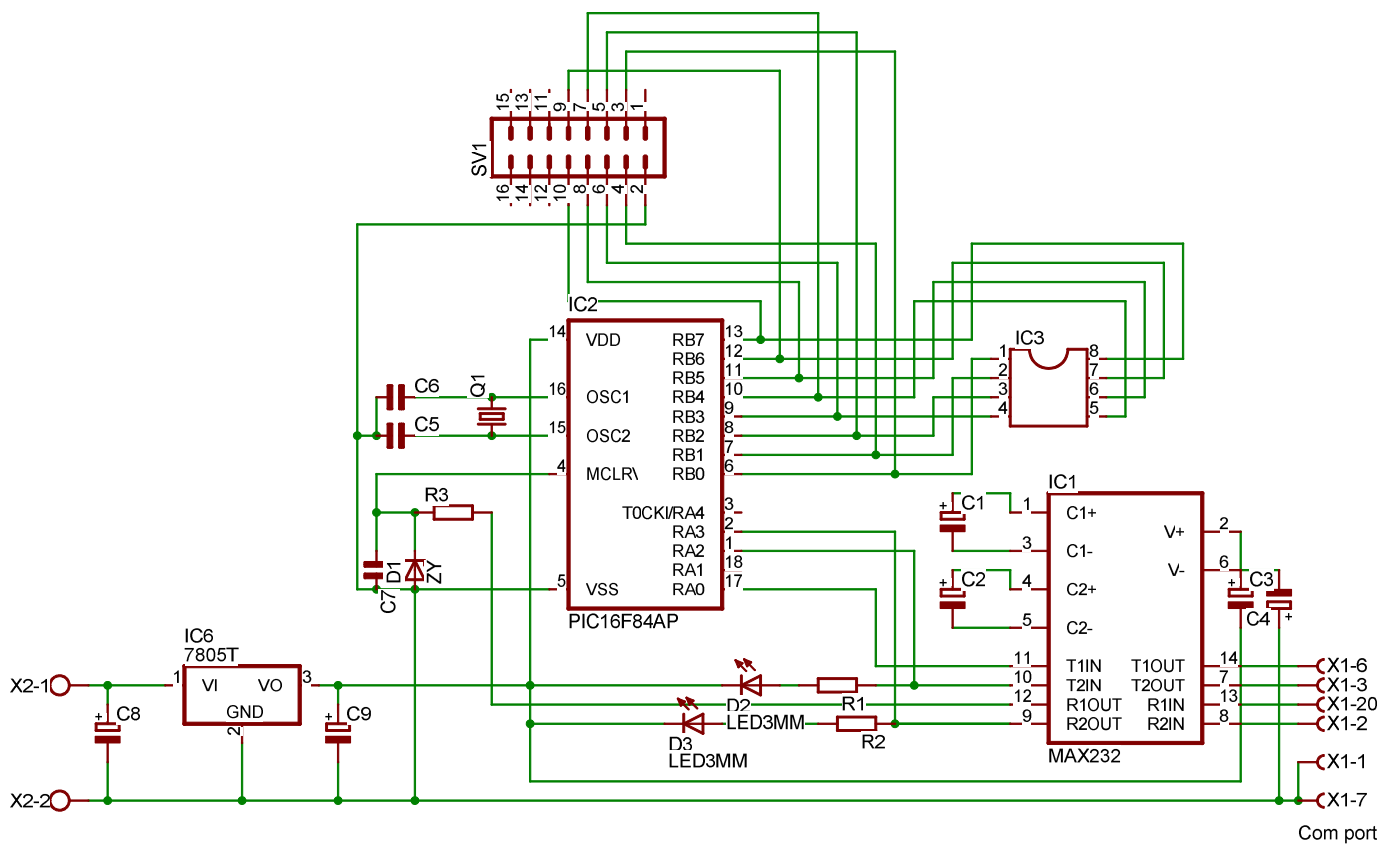 15
13
11
9
7
5
3
1
SV1
16
14
12
10
8
6
4
2
IC2
14
VDD
16
OSC1
15
OSC2
4
MCLR\
5
VSS
RB7
13
RB6
12
RB5
11
RB4
10
RB3
9
RB2
8
RB1
7
RB0
6
T0CKI/RA4
3
RA3
2
RA2
1
RA1
18
RA0
17
PIC16F84AP
C6
Q1
C5
R3
D1
ZY
C7
IC3
1
2
3
4
8
7
6
5
IC1
C1
1
C1+
3
C1-
C2
4
C2+
5
C2-
11
T1IN
10
T2IN
12
R1OUT
9
R2OUT
V+
2
V-
6
C3
C4
T1OUT
14
X1-6
T2OUT
7
X1-3
R1IN
13
X1-20
R2IN
8
X1-2
MAX232
X1-1
X1-7
Com port
IC6
7805T
X2-1
1
VI
VO
3
GND
2
C8
C9
X2-2
D2
LED3MM
R1
D3
LED3MM
R2